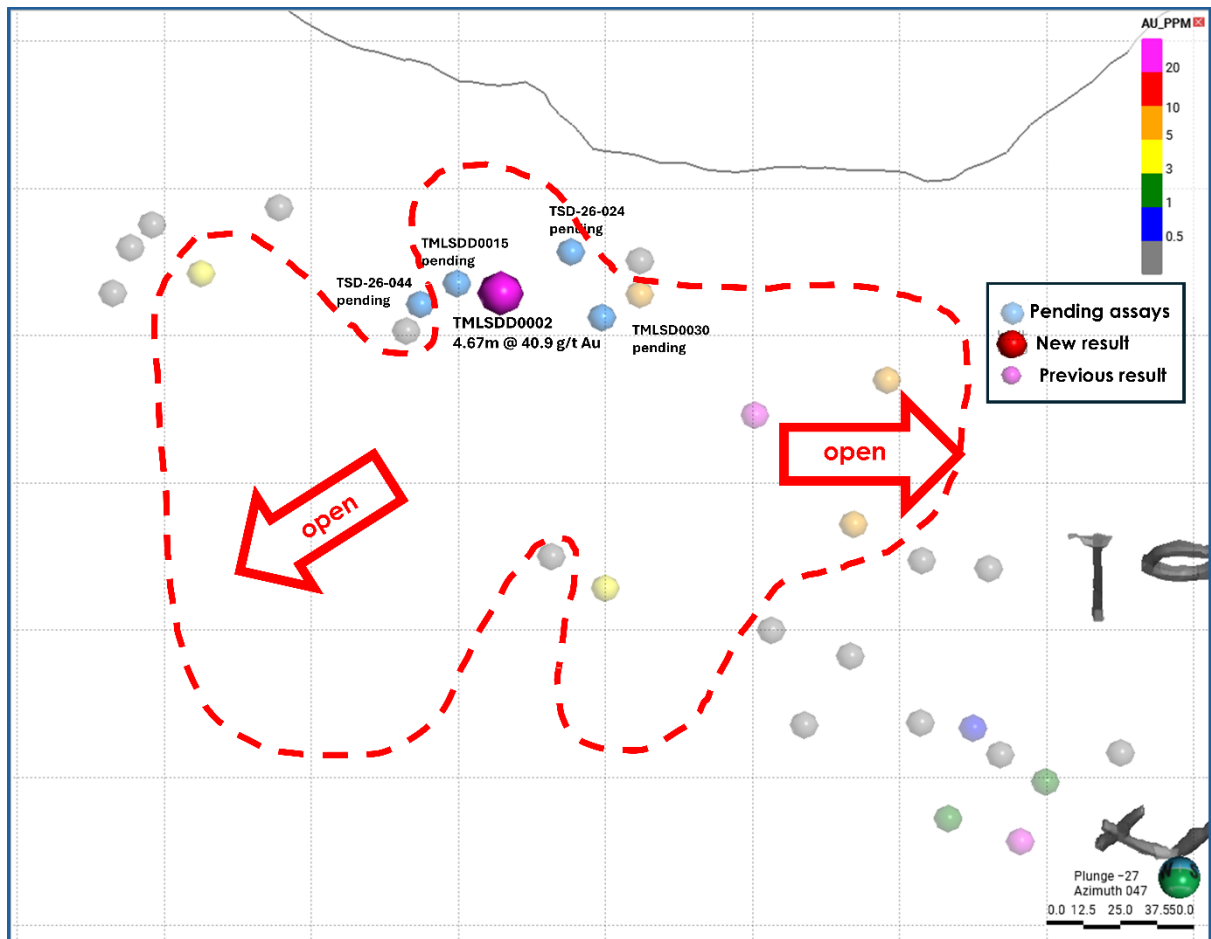 AU_PPM
20
10
5
3
1
0.5
TSD-26-024
pending
TMLSDD0015
pending
TSD-26-044
pending
TMLSDD0002
4.67m @ 40.9 g/t Au
TMLSD0030
pending
Pending assays
New result
Previous result
open
open
Plunge -27
Azimuth 047
0.0 12.5 25.0 37.550.0